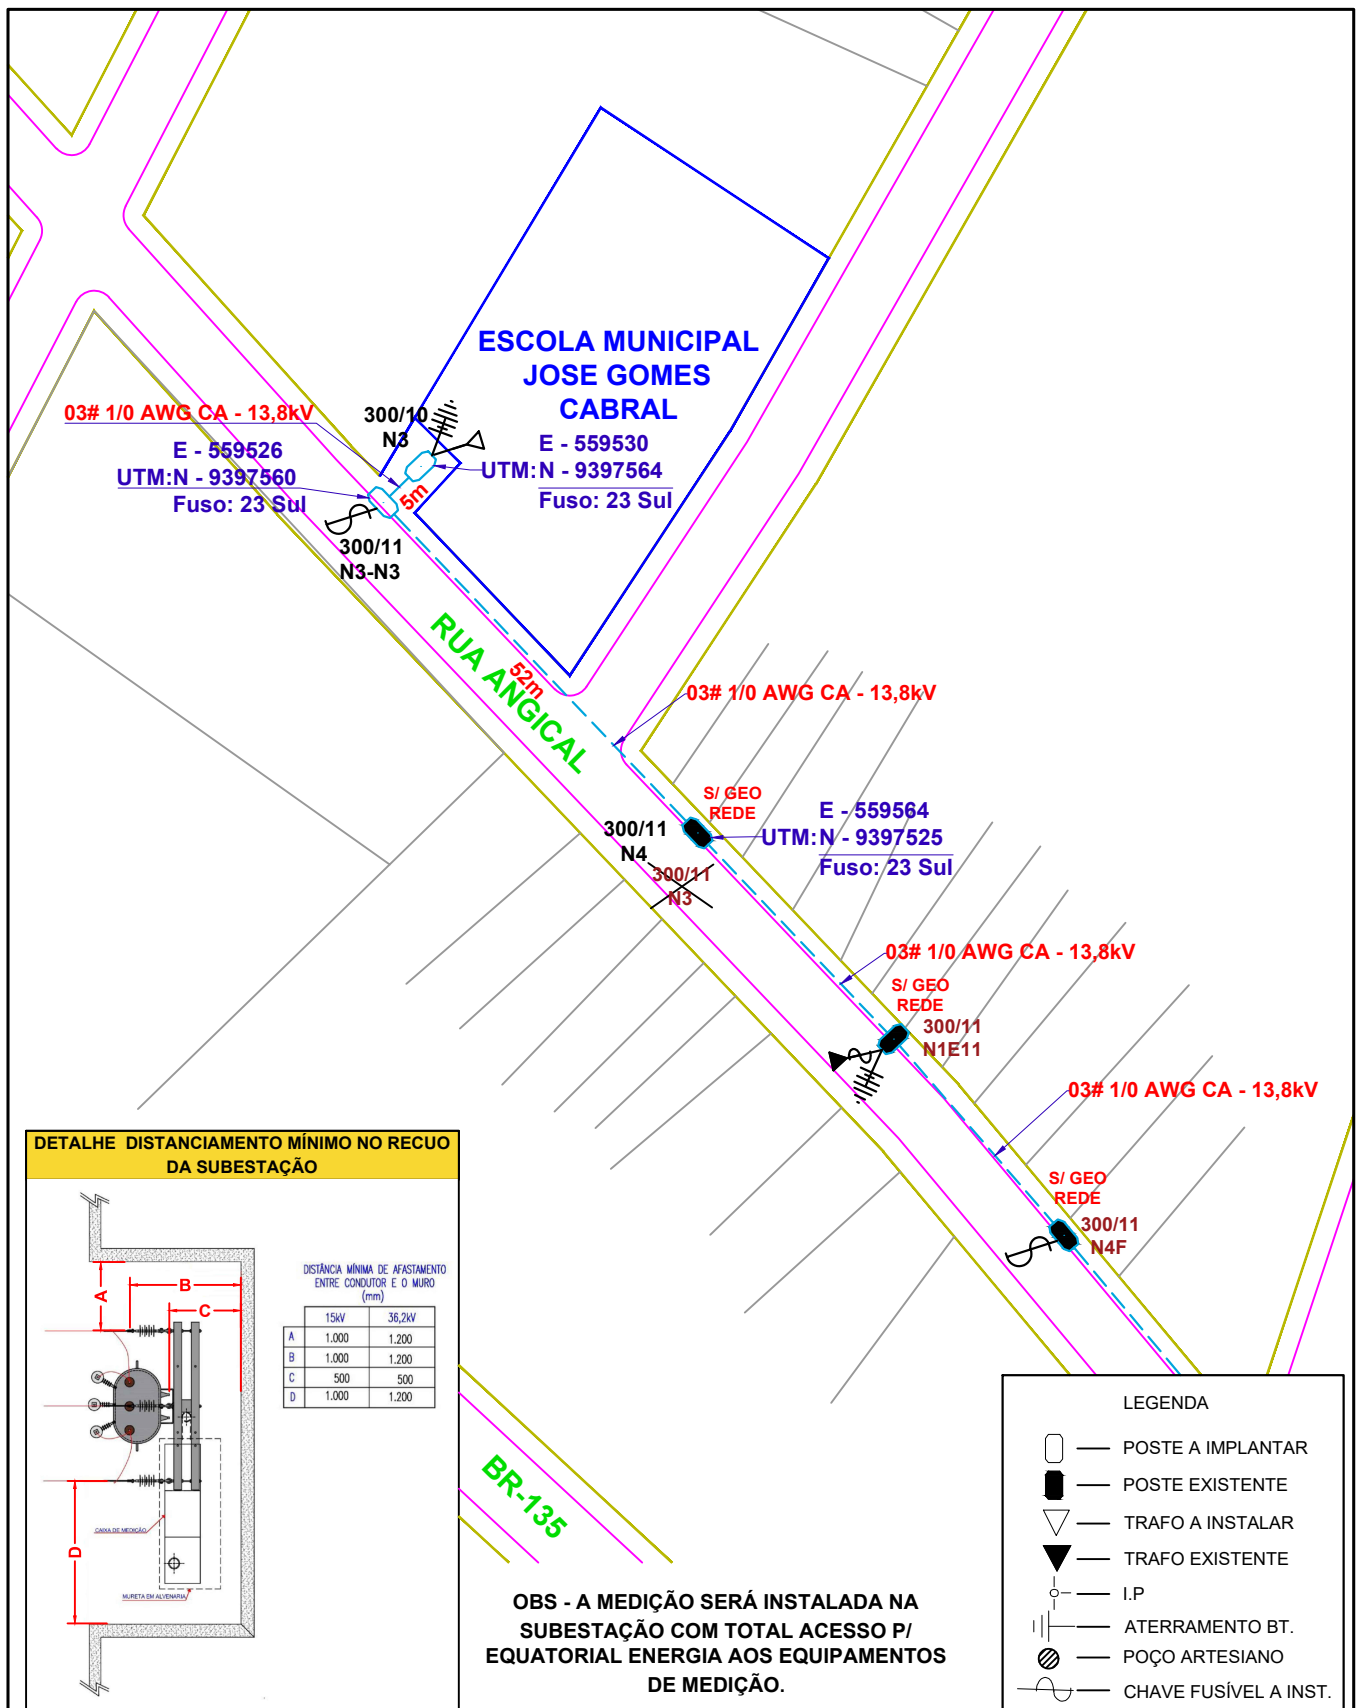 ESCOLA MUNICIPAL
JOSE GOMES
CABRAL
03# 1/0 AWG CA - 13,8kV
300/10
N3
E - 559526
UTM:N - 9397560
Fuso: 23 Sul
E - 559530
UTM:N - 9397564
Fuso: 23 Sul
5m
300/11
N3-N3
RUA ANGICAL
52m
03# 1/0 AWG CA - 13,8kV
S/ GEO
REDE
E - 559564
UTM:N - 9397525
Fuso: 23 Sul
300/11
N4
300/11
N3
03# 1/0 AWG CA - 13,8kV
S/ GEO
REDE
300/11
N1E11
03# 1/0 AWG CA - 13,8kV
S/ GEO
REDE
300/11
N4F
DETALHE DISTANCIAMENTO MÍNIMO NO RECUO
DA SUBESTAÇÃO
A
B
C
D
CAIXA DE MEDIÇÃO
MURETA EM ALVENARIA
DISTÂNCIA MÍNIMA DE AFASTAMENTO
ENTRE CONDUTOR E O MURO
(mm)
15kV 36,2kV
A 1.000 1.200
B 1.000 1.200
C 500 500
D 1.000 1.200
BR-135
OBS - A MEDIÇÃO SERÁ INSTALADA NA
SUBESTAÇÃO COM TOTAL ACESSO P/
EQUATORIAL ENERGIA AOS EQUIPAMENTOS
DE MEDIÇÃO.
LEGENDA
POSTE A IMPLANTAR
POSTE EXISTENTE
TRAFO A INSTALAR
TRAFO EXISTENTE
I.P
ATERRAMENTO BT.
POÇO ARTESIANO
CHAVE FUSÍVEL A INST.